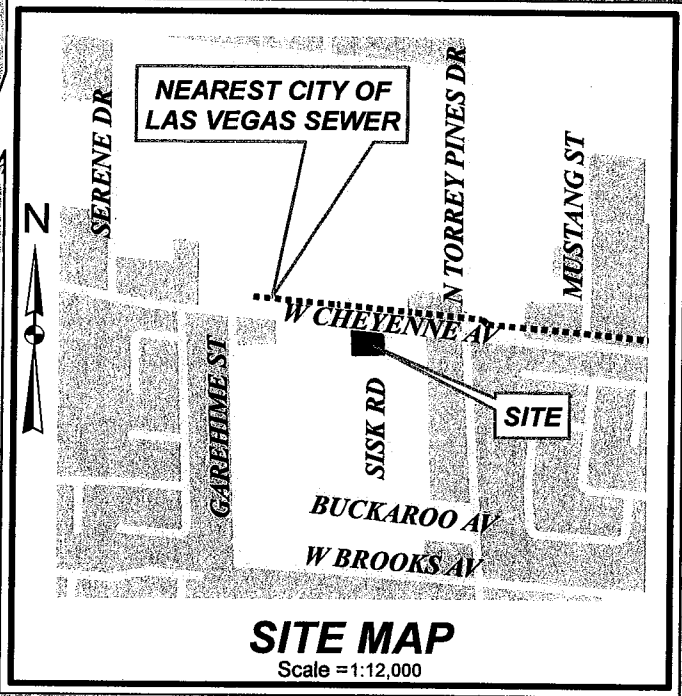 NEAREST CITY OF
LAS VEGAS SEWER
SERENE DR
N TORREY PINES DR
MUSTANG ST
N
W CHEYENNE AV
GAREHIME ST
SISK RD
SITE
BUCKAROO AV
W BROOKS AV
SITE MAP
Scale =1:12,000